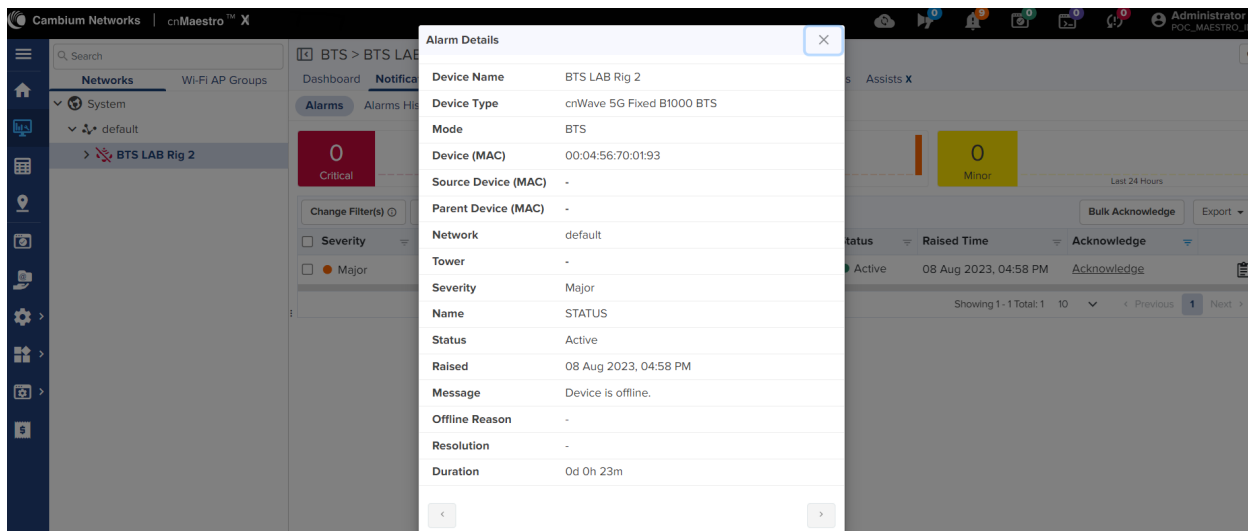 Cambium Networks | cnMaestro™ X
0 9 0 0 0 Administrator
POC_MAESTRO_I
Search
Networks Wi-Fi AP Groups
System
default
BTS LAB Rig 2
BTS > BTS LAB
Dashboard Notifica s Assists X
Alarms Alarms His
0
Critical
0
Minor
Last 24 Hours
Change Filter(s) Bulk Acknowledge Export
Severity tatus Raised Time Acknowledge
Major Active 08 Aug 2023, 04:58 PM Acknowledge
Showing 1 - 1 Total: 1 10 < Previous 1 Next >
Alarm Details
Device Name BTS LAB Rig 2
Device Type cnWave 5G Fixed B1000 BTS
Mode BTS
Device (MAC) 00:04:56:70:01:93
Source Device (MAC) -
Parent Device (MAC) -
Network default
Tower -
Severity Major
Name STATUS
Status Active
Raised 08 Aug 2023, 04:58 PM
Message Device is offline.
Offline Reason -
Resolution -
Duration 0d 0h 23m